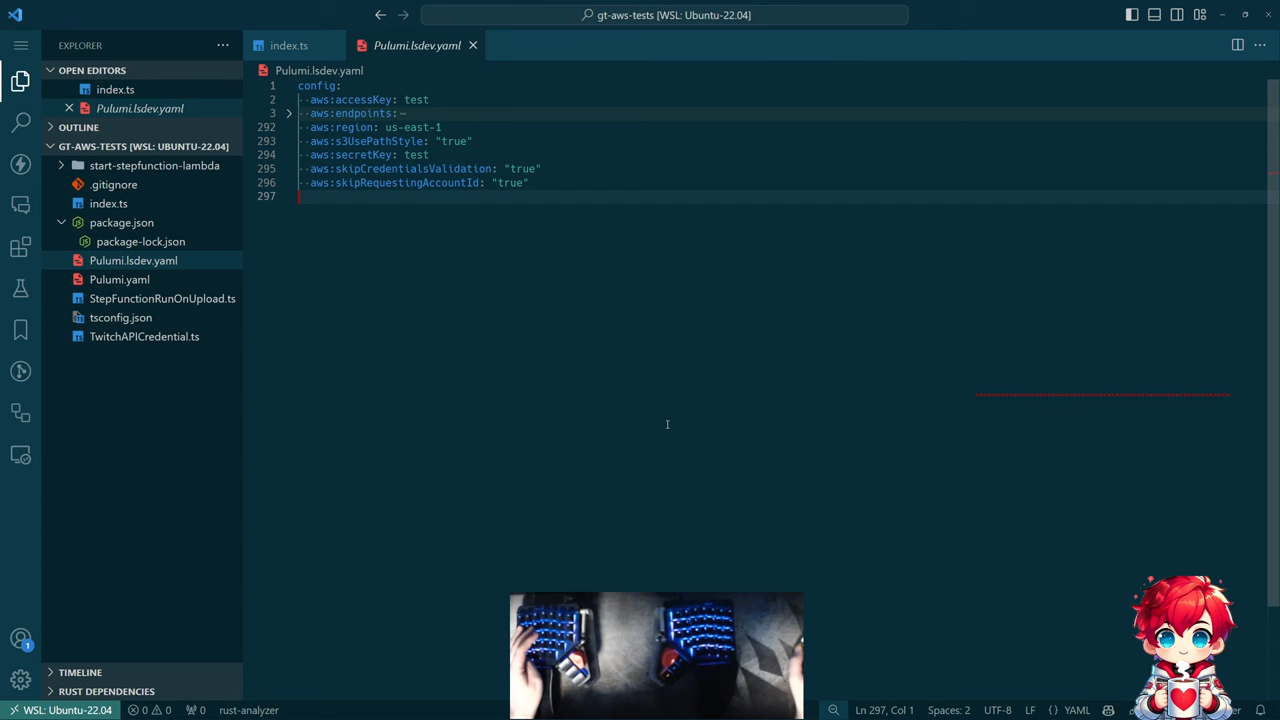 gt-aws-tests [WSL: Ubuntu-22.04]
EXPLORER
index.ts
Pulumi.lsdev.yaml
OPEN EDITORS
index.ts
Pulumi.lsdev.yaml
OUTLINE
GT-AWS-TESTS [WSL: UBUNTU-22.04]
start-stepfunction-lambda
.gitignore
index.ts
package.json
package-lock.json
Pulumi.lsdev.yaml
Pulumi.yaml
StepFunctionRunOnUpload.ts
tsconfig.json
TwitchAPICredential.ts
TIMELINE
RUST DEPENDENCIES
Pulumi.lsdev.yaml
1 config:
2 aws:accessKey: test
3 aws:endpoints:
292 aws:region: us-east-1
293 aws:s3UsePathStyle: "true"
294 aws:secretKey: test
295 aws:skipCredentialsValidation: "true"
296 aws:skipRequestingAccountId: "true"
297
WSL: Ubuntu-22.04
0 0
0
rust-analyzer
Ln 297, Col 1
Spaces: 2
UTF-8
LF
YAML